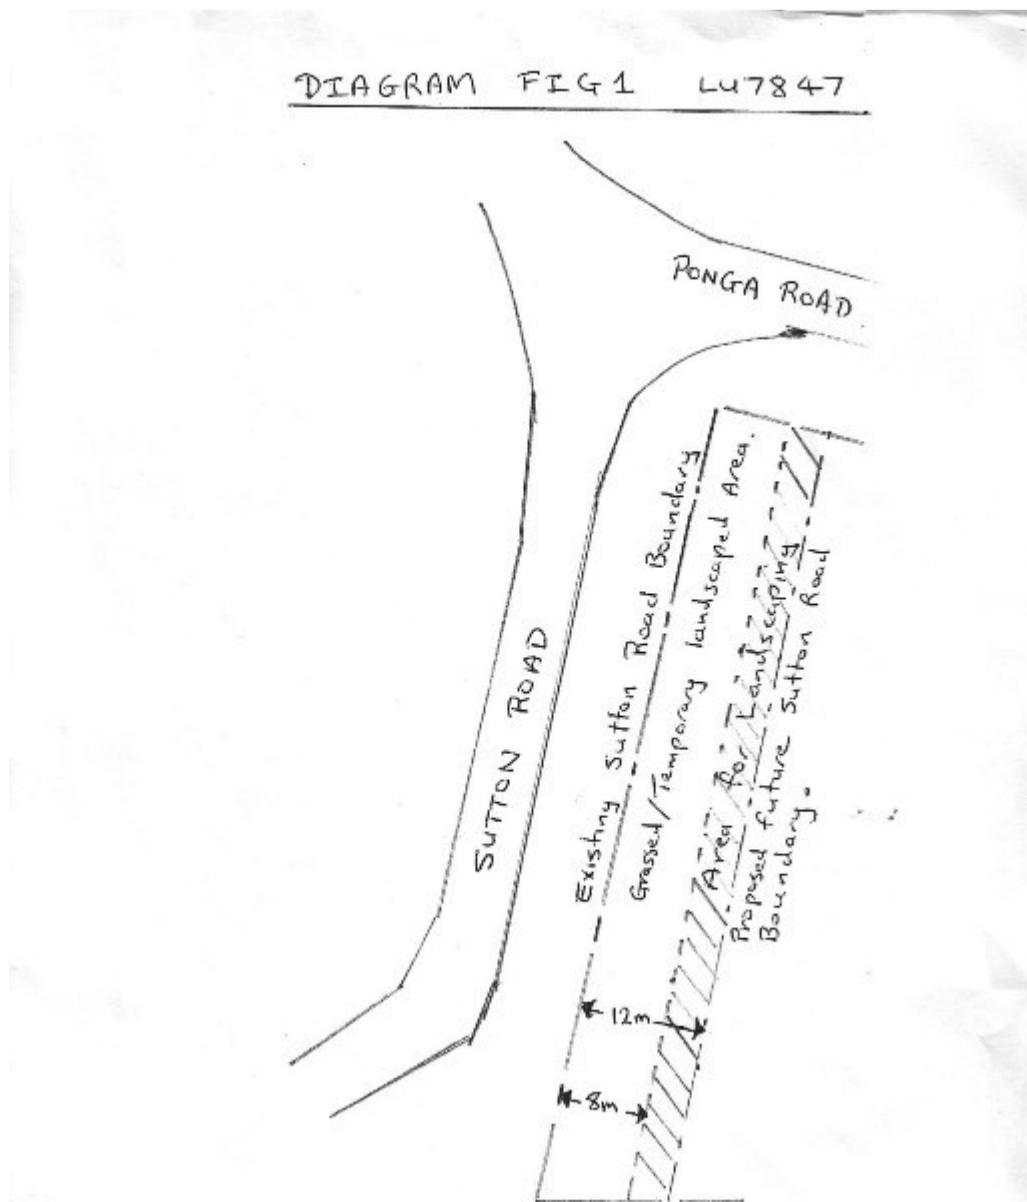 DIAGRAM FIG1 LU7847
PONGA ROAD
SUTTON ROAD
Existing Sutton Road Boundary
Grassed/Temporary landscaped Area.
Area for Landscaping
Proposed future Sutton Road
Boundary.
12m
8m